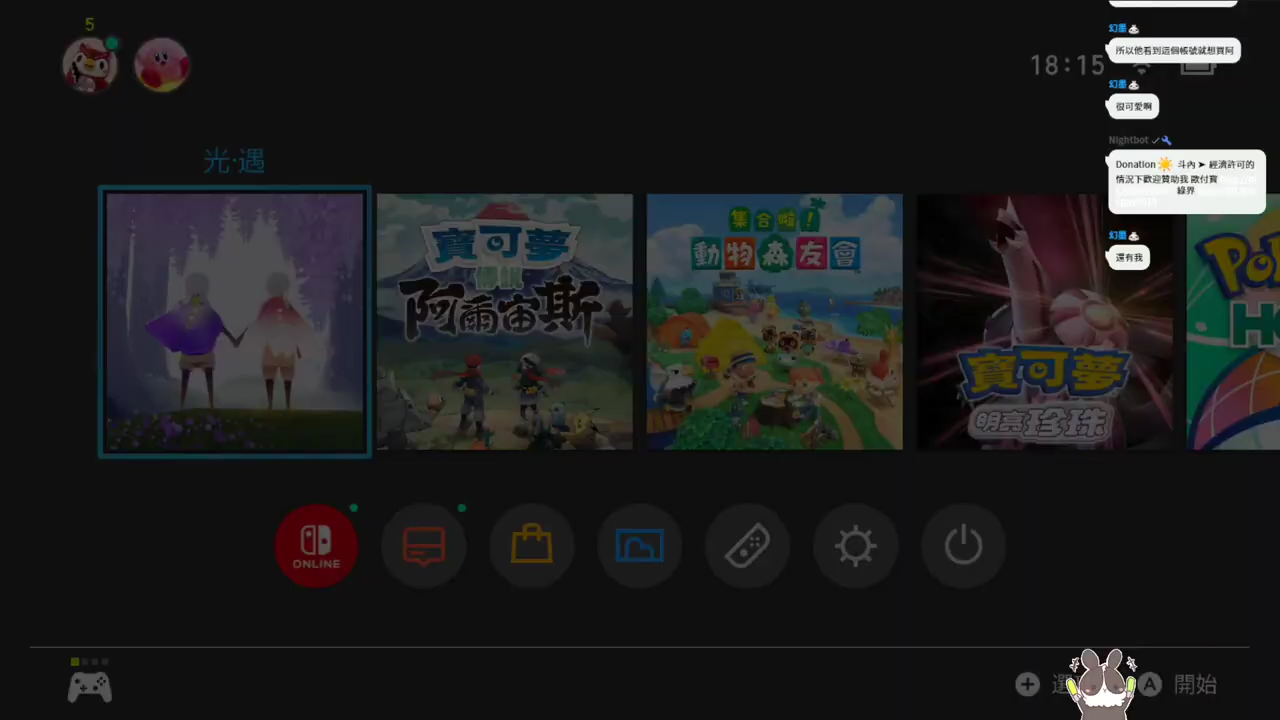 5
18:15
幻墨
所以他看到這個帳號就想買阿
幻墨
很可愛啊
Nightbot
Donation ☀ 斗內 ➤ 經濟許可的
情況下歡迎贊助我 歐付寶
綠界
幻墨
還有我
光·遇
寶可夢
傳說
阿爾宙斯
集合啦！
動物森友會
寶可夢
明亮珍珠
ONLINE
開始